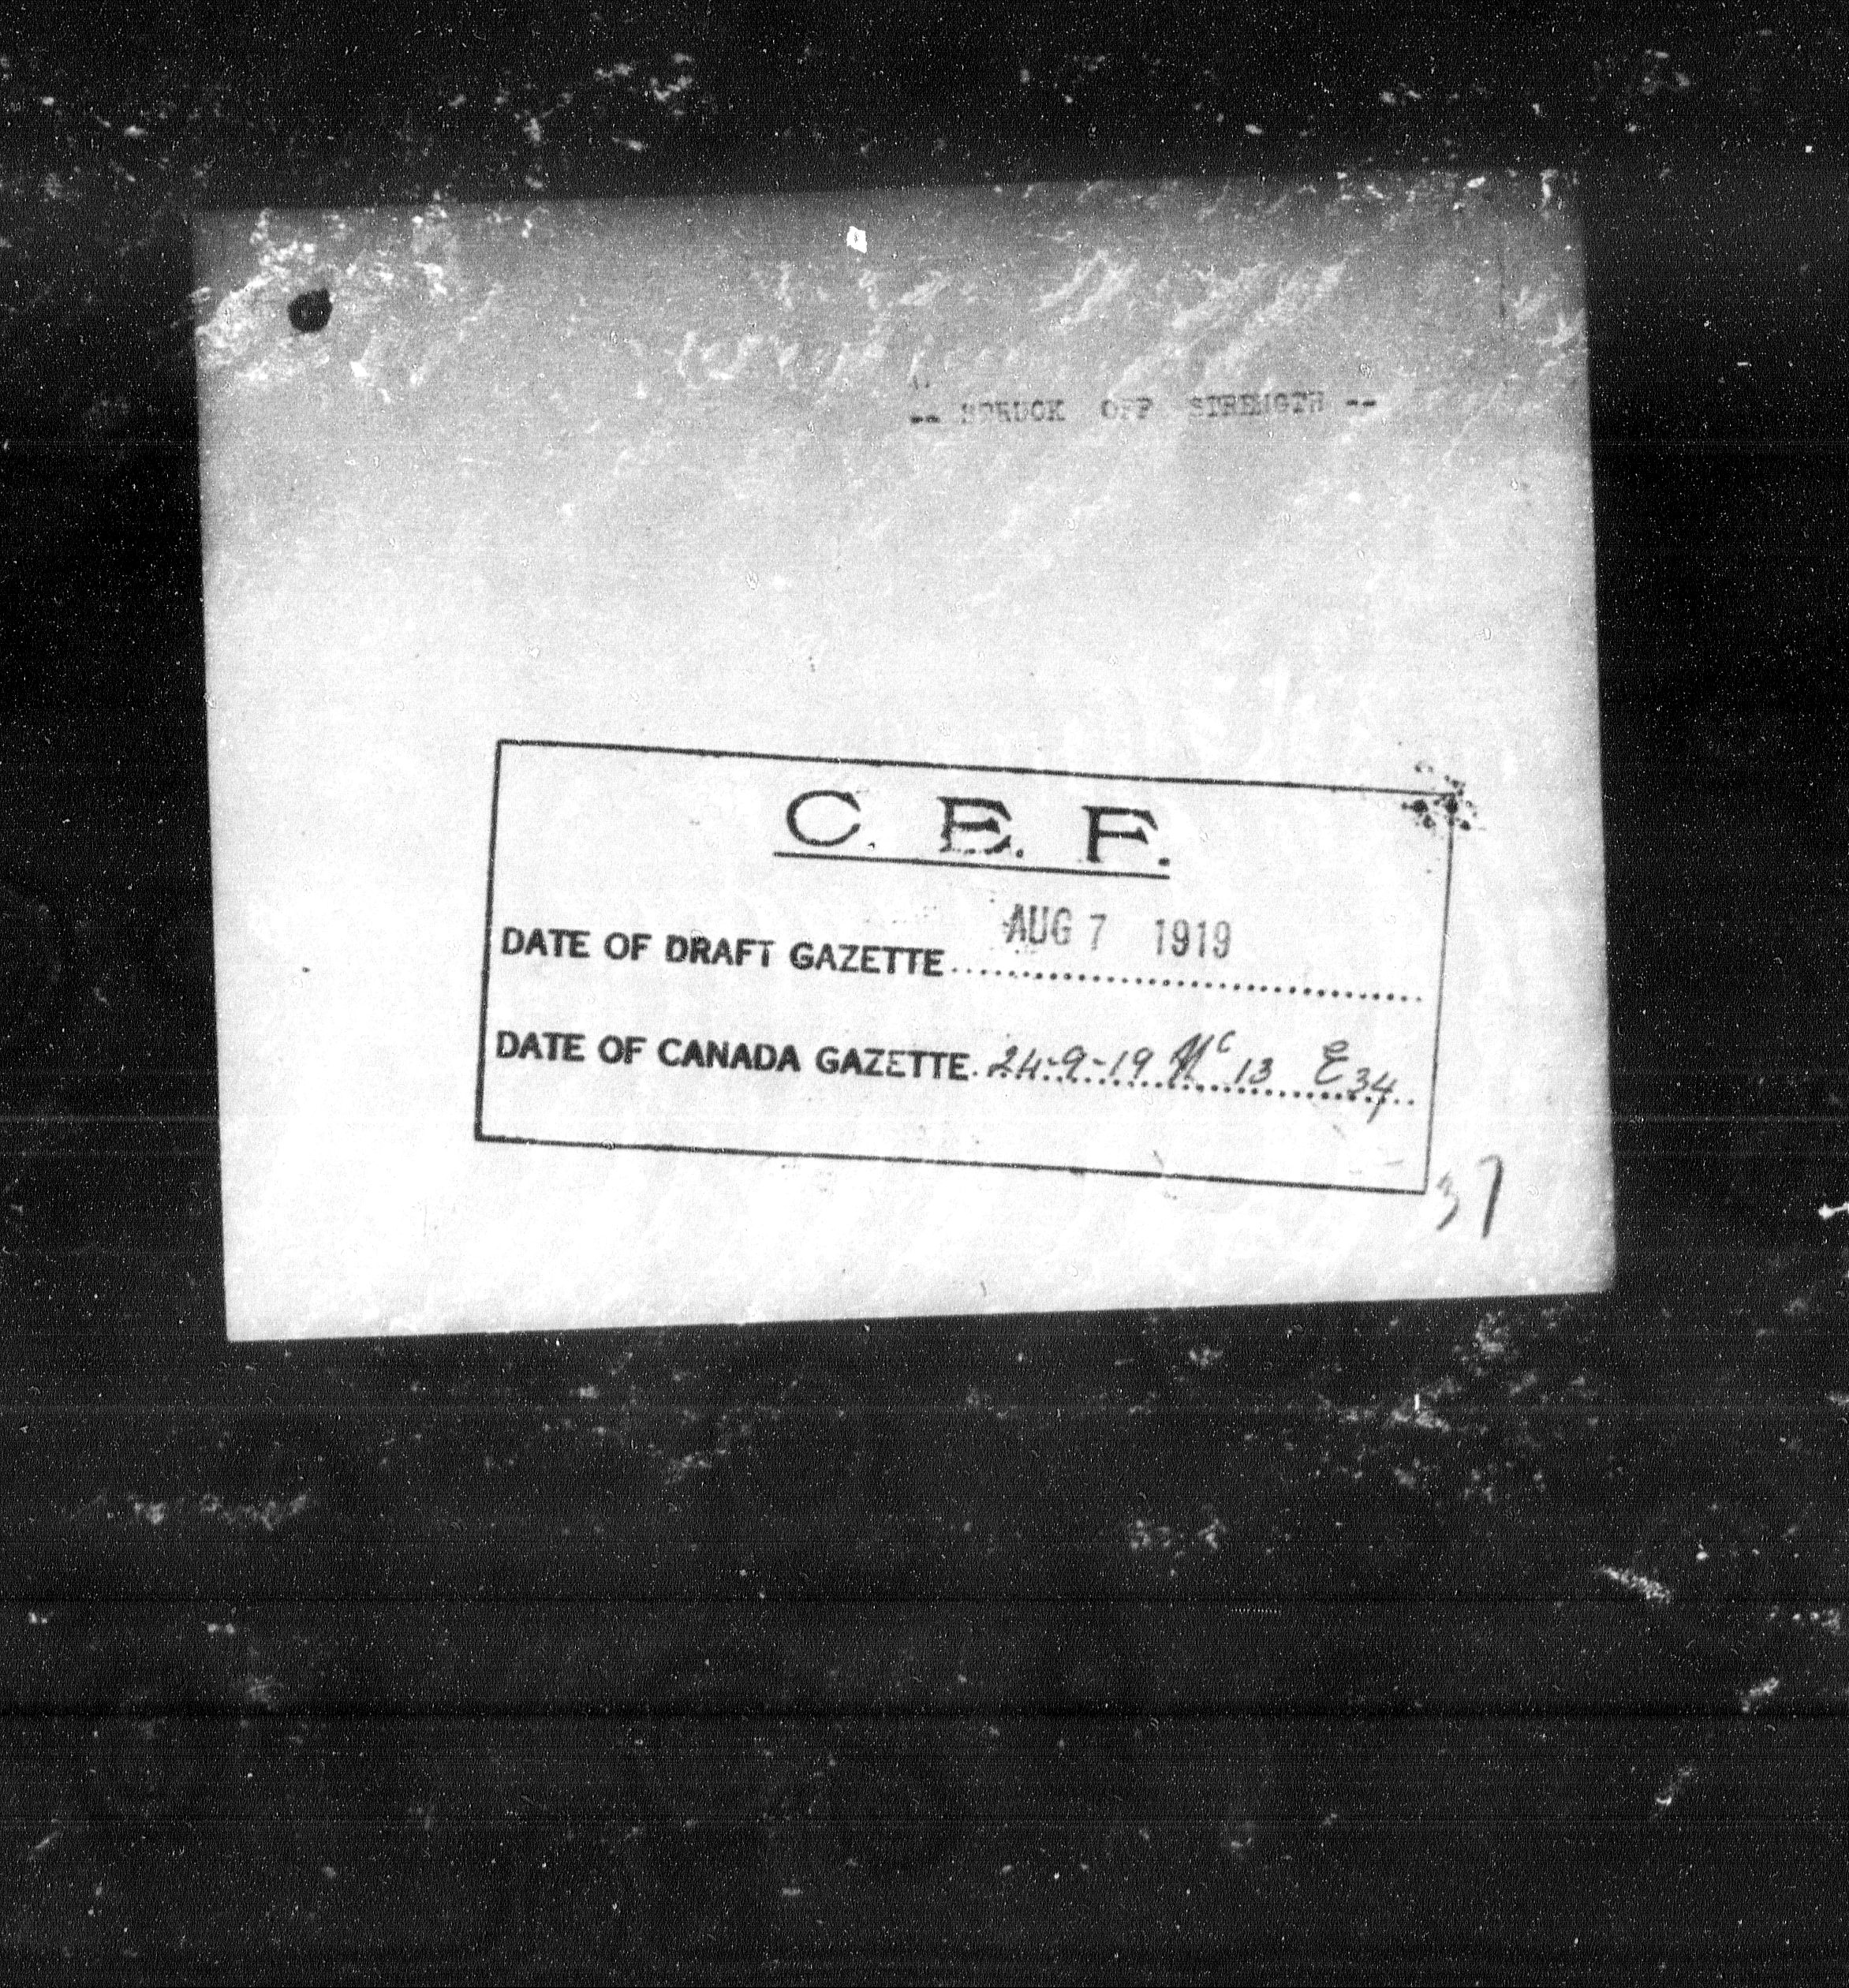 -- STRUCK OFF STRENGTH --
C. E. F.
DATE OF DRAFT GAZETTE AUG 7 1919
DATE OF CANADA GAZETTE 24-9-19 Nᶜ 13 E34
37